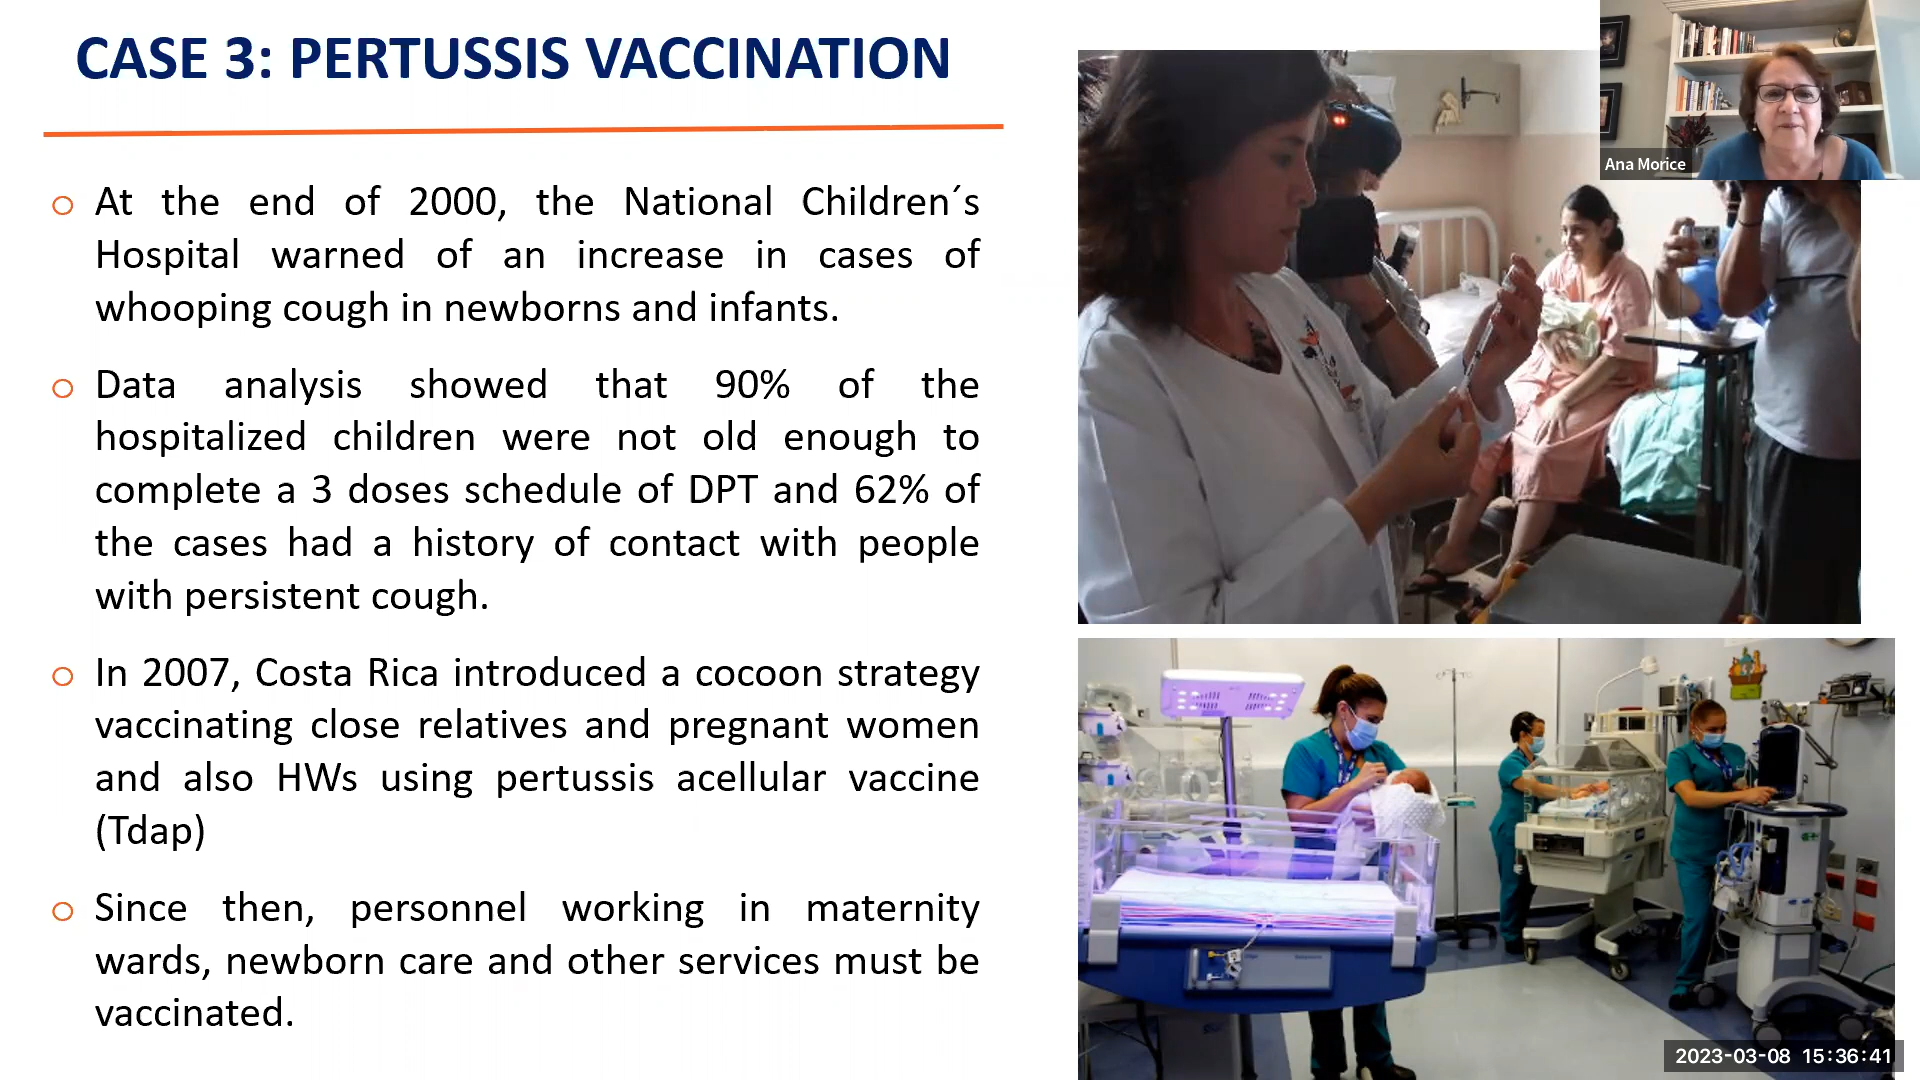 CASE 3: PERTUSSIS VACCINATION
Ana Morice
At the end of 2000, the National Children´s
Hospital warned of an increase in cases of
whooping cough in newborns and infants.
Data analysis showed that 90% of the
hospitalized children were not old enough to
complete a 3 doses schedule of DPT and 62% of
the cases had a history of contact with people
with persistent cough.
In 2007, Costa Rica introduced a cocoon strategy
vaccinating close relatives and pregnant women
and also HWs using pertussis acellular vaccine
(Tdap)
Since then, personnel working in maternity
wards, newborn care and other services must be
vaccinated.
2023-03-08 15:36:41